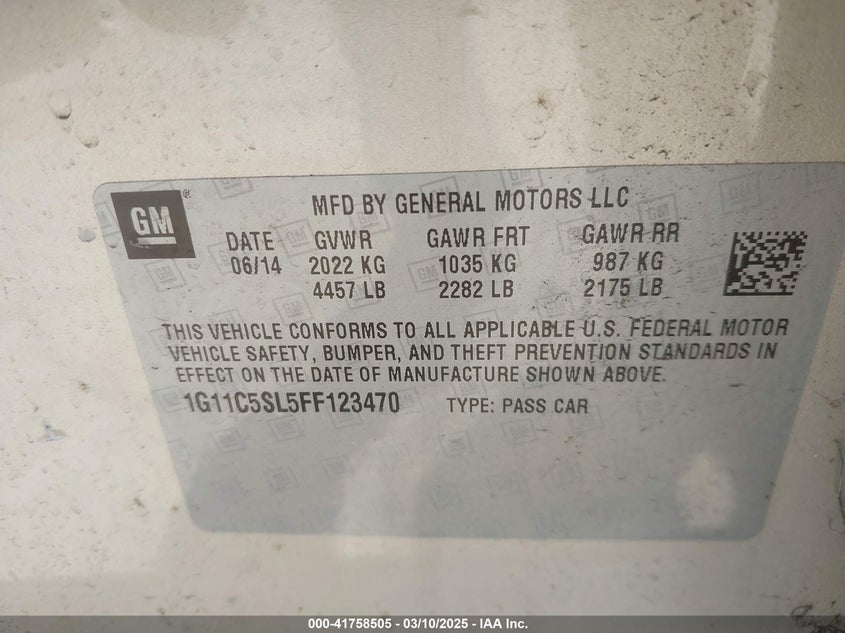 GM ®
MFD BY GENERAL MOTORS LLC
DATE GVWR GAWR FRT GAWR RR
06/14 2022 KG 1035 KG 987 KG
4457 LB 2282 LB 2175 LB
THIS VEHICLE CONFORMS TO ALL APPLICABLE U.S. FEDERAL MOTOR
VEHICLE SAFETY, BUMPER, AND THEFT PREVENTION STANDARDS IN
EFFECT ON THE DATE OF MANUFACTURE SHOWN ABOVE.
1G11C5SL5FF123470 TYPE: PASS CAR
000-41758505 — 03/10/2025 — IAA Inc.